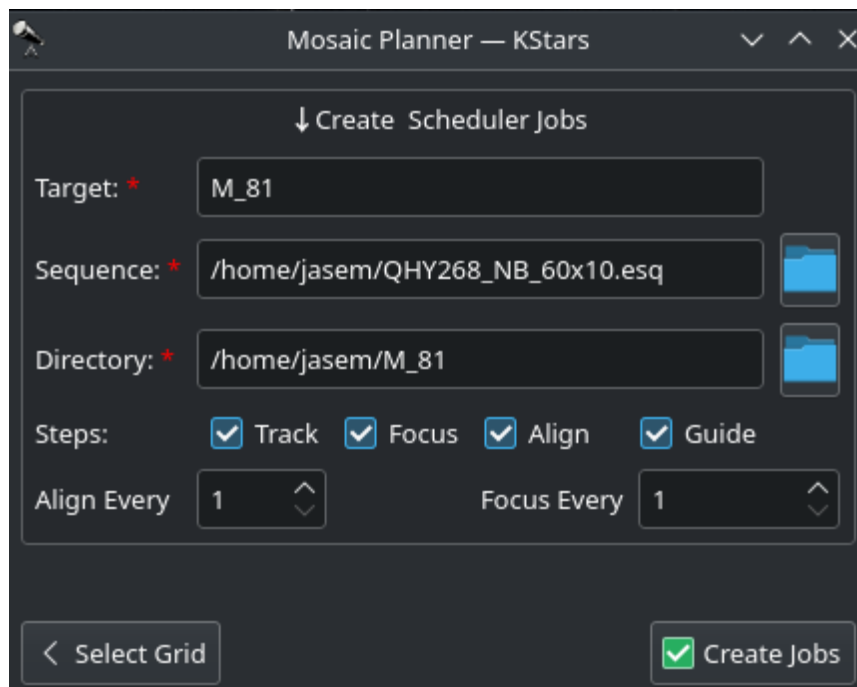 Mosaic Planner — KStars
↓Create Scheduler Jobs
Target: * M_81
Sequence: * /home/jasem/QHY268_NB_60x10.esq
Directory: * /home/jasem/M_81
Steps: Track Focus Align Guide
Align Every 1 Focus Every 1
Select Grid Create Jobs